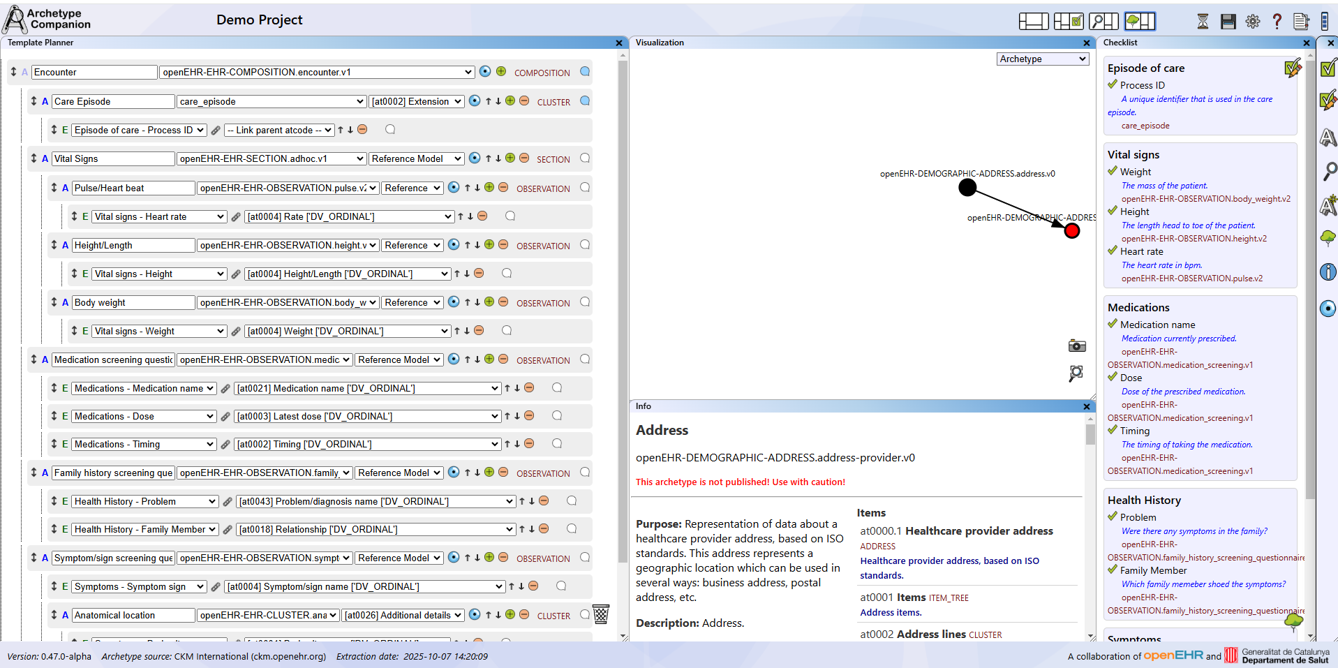 Archetype Companion
Demo Project
Template Planner
A Encounter openEHR-EHR-COMPOSITION.encounter.v1 COMPOSITION
A Care Episode care_episode [at0002] Extension CLUSTER
E Episode of care - Process ID -- Link parent atcode --
A Vital Signs openEHR-EHR-SECTION.adhoc.v1 Reference Model SECTION
A Pulse/Heart beat openEHR-EHR-OBSERVATION.pulse.v2 Reference OBSERVATION
E Vital signs - Heart rate [at0004] Rate ['DV_ORDINAL']
A Height/Length openEHR-EHR-OBSERVATION.height.v Reference OBSERVATION
E Vital signs - Height [at0004] Height/Length ['DV_ORDINAL']
A Body weight openEHR-EHR-OBSERVATION.body_w Reference OBSERVATION
E Vital signs - Weight [at0004] Weight ['DV_ORDINAL']
A Medication screening questic openEHR-EHR-OBSERVATION.medic Reference Model OBSERVATION
E Medications - Medication name [at0021] Medication name ['DV_ORDINAL']
E Medications - Dose [at0003] Latest dose ['DV_ORDINAL']
E Medications - Timing [at0002] Timing ['DV_ORDINAL']
A Family history screening que openEHR-EHR-OBSERVATION.family_ Reference Model OBSERVATION
E Health History - Problem [at0043] Problem/diagnosis name ['DV_ORDINAL']
E Health History - Family Member [at0018] Relationship ['DV_ORDINAL']
A Symptom/sign screening que openEHR-EHR-OBSERVATION.sympt Reference Model OBSERVATION
E Symptoms - Symptom sign [at0004] Symptom/sign name ['DV_ORDINAL']
A Anatomical location openEHR-EHR-CLUSTER.ana [at0026] Additional details CLUSTER
Visualization
Archetype
openEHR-DEMOGRAPHIC-ADDRESS.address.v0
openEHR-DEMOGRAPHIC-ADDRES
Info
Address
openEHR-DEMOGRAPHIC-ADDRESS.address-provider.v0
This archetype is not published! Use with caution!
Purpose: Representation of data about a
healthcare provider address, based on ISO
standards. This address represents a
geographic location which can be used in
several ways: business address, postal
address, etc.
Description: Address.
Items
at0000.1 Healthcare provider address
ADDRESS
Healthcare provider address, based on ISO
standards.
at0001 Items ITEM_TREE
Address items.
at0002 Address lines CLUSTER
Checklist
Episode of care
Process ID
A unique identifier that is used in the care
episode.
care_episode
Vital signs
Weight
The mass of the patient.
openEHR-EHR-OBSERVATION.body_weight.v2
Height
The length head to toe of the patient.
openEHR-EHR-OBSERVATION.height.v2
Heart rate
The heart rate in bpm.
openEHR-EHR-OBSERVATION.pulse.v2
Medications
Medication name
Medication currently prescribed.
openEHR-EHR-
OBSERVATION.medication_screening.v1
Dose
Dose of the prescribed medication.
openEHR-EHR-
OBSERVATION.medication_screening.v1
Timing
The timing of taking the medication.
openEHR-EHR-
OBSERVATION.medication_screening.v1
Health History
Problem
Were there any symptoms in the family?
openEHR-EHR-
OBSERVATION.family_history_screening_questionnaire
Family Member
Which family memeber shoed the symptoms?
openEHR-EHR-
OBSERVATION.family_history_screening_questionnaire
Symptoms
Version: 0.47.0-alpha Archetype source: CKM International (ckm.openehr.org) Extraction date: 2025-10-07 14:20:09
A collaboration of openEHR and Generalitat de Catalunya
Departament de Salut